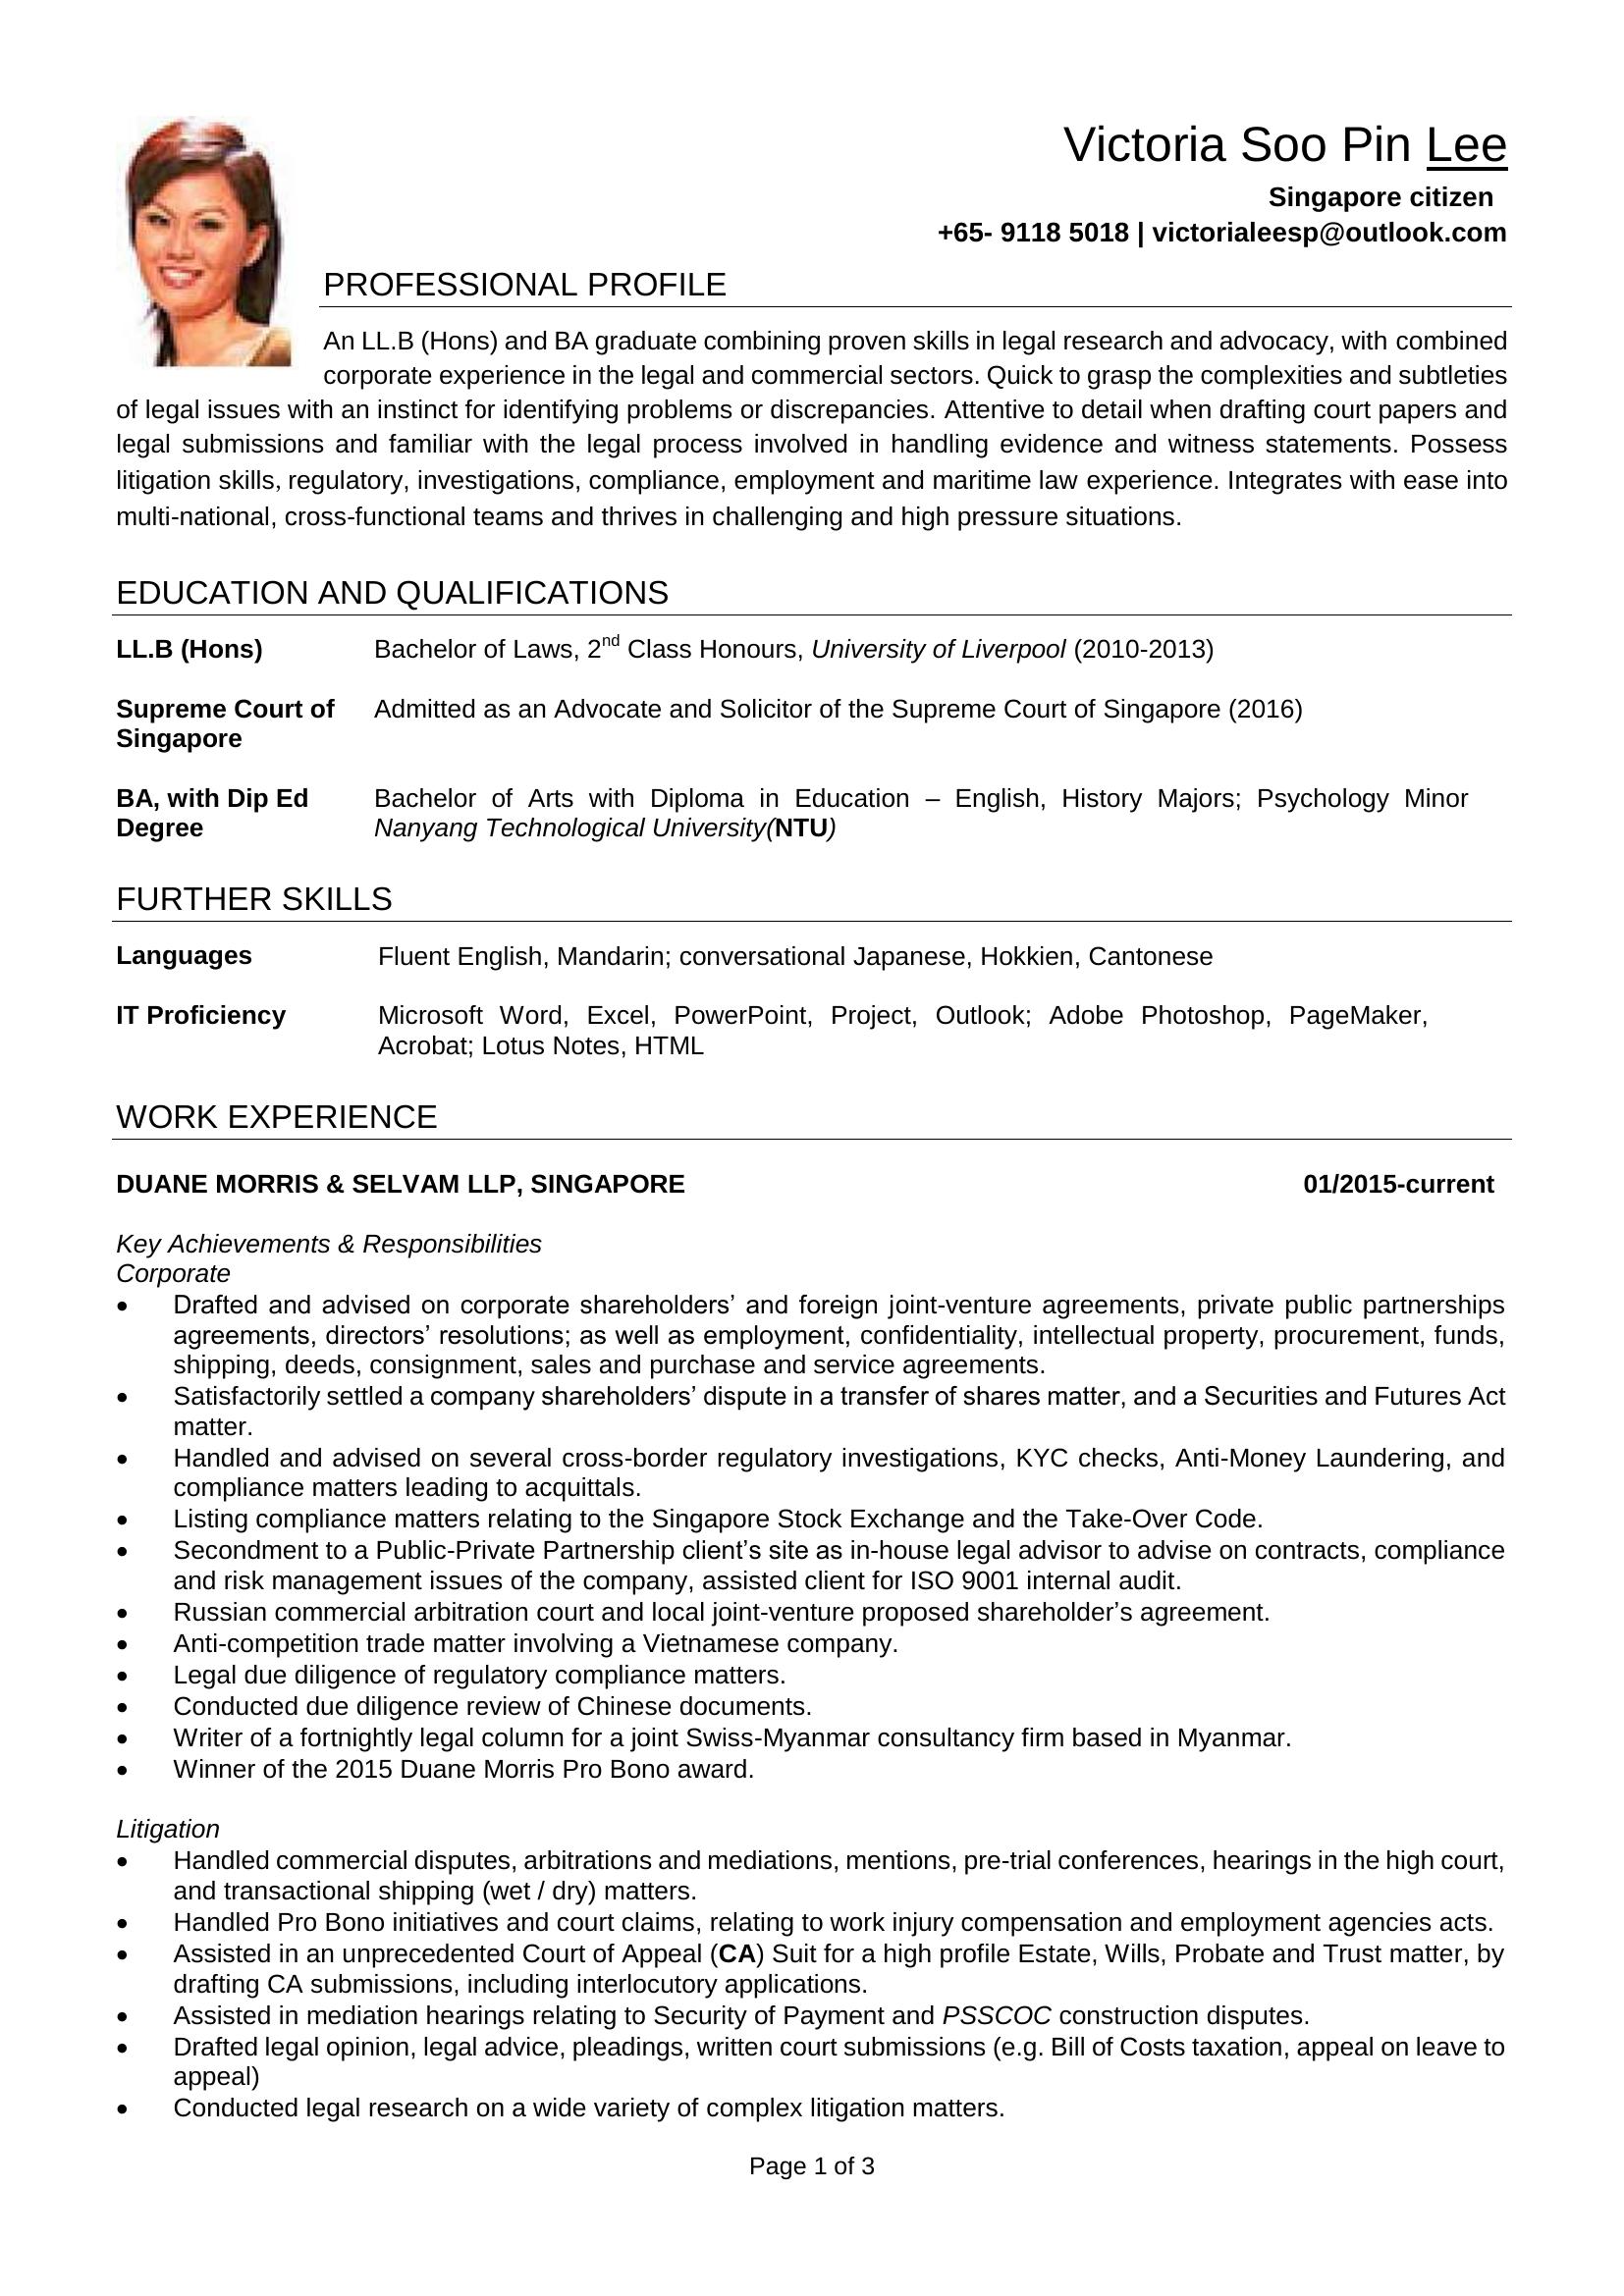 Victoria Soo Pin Lee
Singapore citizen
+65- 9118 5018 | victorialeesp@outlook.com
PROFESSIONAL PROFILE
An LL.B (Hons) and BA graduate combining proven skills in legal research and advocacy, with combined
corporate experience in the legal and commercial sectors. Quick to grasp the complexities and subtleties
of legal issues with an instinct for identifying problems or discrepancies. Attentive to detail when drafting court papers and
legal submissions and familiar with the legal process involved in handling evidence and witness statements. Possess
litigation skills, regulatory, investigations, compliance, employment and maritime law experience. Integrates with ease into
multi-national, cross-functional teams and thrives in challenging and high pressure situations.
EDUCATION AND QUALIFICATIONS
LL.B (Hons) Bachelor of Laws, 2nd Class Honours, University of Liverpool (2010-2013)
Supreme Court of Admitted as an Advocate and Solicitor of the Supreme Court of Singapore (2016)
Singapore
BA, with Dip Ed Bachelor of Arts with Diploma in Education – English, History Majors; Psychology Minor
Degree Nanyang Technological University(NTU)
FURTHER SKILLS
Languages Fluent English, Mandarin; conversational Japanese, Hokkien, Cantonese
IT Proficiency Microsoft Word, Excel, PowerPoint, Project, Outlook; Adobe Photoshop, PageMaker,
Acrobat; Lotus Notes, HTML
WORK EXPERIENCE
DUANE MORRIS & SELVAM LLP, SINGAPORE 01/2015-current
Key Achievements & Responsibilities
Corporate
• Drafted and advised on corporate shareholders’ and foreign joint-venture agreements, private public partnerships
agreements, directors’ resolutions; as well as employment, confidentiality, intellectual property, procurement, funds,
shipping, deeds, consignment, sales and purchase and service agreements.
• Satisfactorily settled a company shareholders’ dispute in a transfer of shares matter, and a Securities and Futures Act
matter.
• Handled and advised on several cross-border regulatory investigations, KYC checks, Anti-Money Laundering, and
compliance matters leading to acquittals.
• Listing compliance matters relating to the Singapore Stock Exchange and the Take-Over Code.
• Secondment to a Public-Private Partnership client’s site as in-house legal advisor to advise on contracts, compliance
and risk management issues of the company, assisted client for ISO 9001 internal audit.
• Russian commercial arbitration court and local joint-venture proposed shareholder’s agreement.
• Anti-competition trade matter involving a Vietnamese company.
• Legal due diligence of regulatory compliance matters.
• Conducted due diligence review of Chinese documents.
• Writer of a fortnightly legal column for a joint Swiss-Myanmar consultancy firm based in Myanmar.
• Winner of the 2015 Duane Morris Pro Bono award.
Litigation
• Handled commercial disputes, arbitrations and mediations, mentions, pre-trial conferences, hearings in the high court,
and transactional shipping (wet / dry) matters.
• Handled Pro Bono initiatives and court claims, relating to work injury compensation and employment agencies acts.
• Assisted in an unprecedented Court of Appeal (CA) Suit for a high profile Estate, Wills, Probate and Trust matter, by
drafting CA submissions, including interlocutory applications.
• Assisted in mediation hearings relating to Security of Payment and PSSCOC construction disputes.
• Drafted legal opinion, legal advice, pleadings, written court submissions (e.g. Bill of Costs taxation, appeal on leave to
appeal)
• Conducted legal research on a wide variety of complex litigation matters.
Page 1 of 3